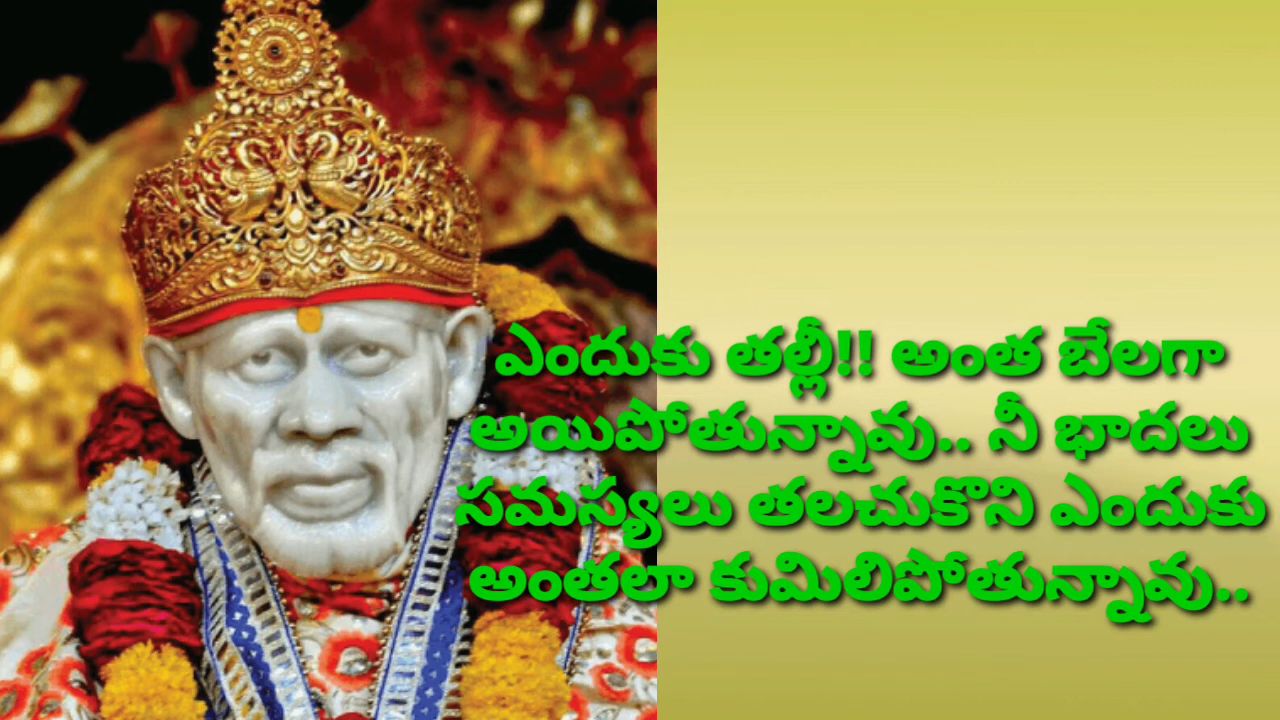 ఎందుకు తల్లీ!! అంత బేలగా
అయిపోతున్నావు.. నీ భాదలు
సమస్యలు తలచుకొని ఎందుకు
అంతలా కుమిలిపోతున్నావు..